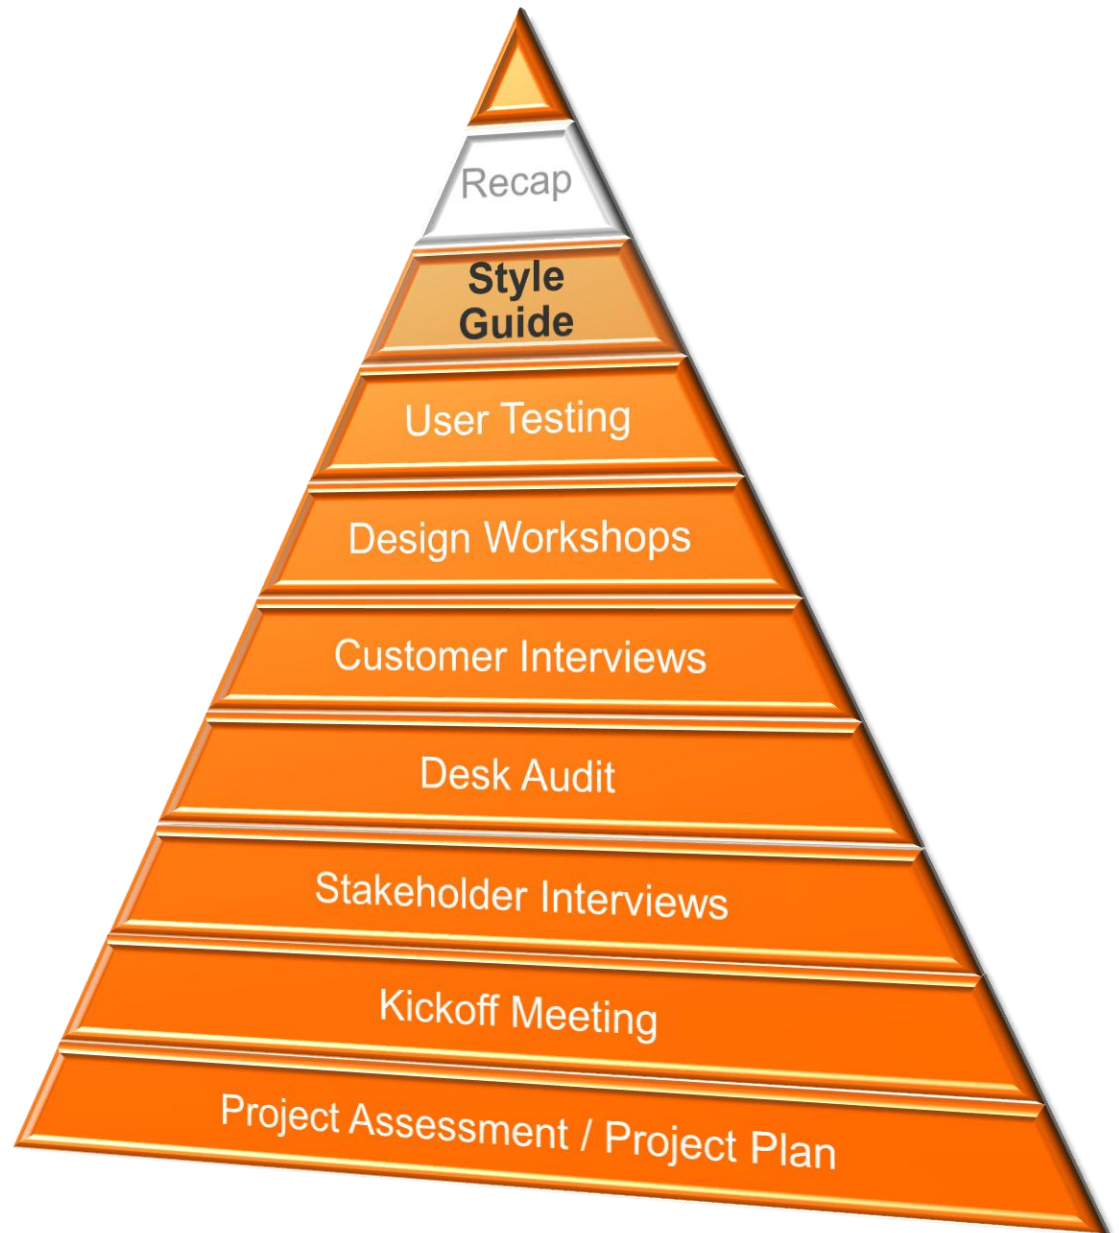 Recap
Style
Guide
User Testing
Design Workshops
Customer Interviews
Desk Audit
Stakeholder Interviews
Kickoff Meeting
Project Assessment / Project Plan